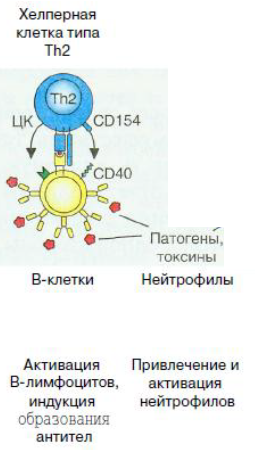 Хелперная
клетка типа
Th2
Th2
ЦК
CD154
CD40
Патогены,
токсины
В-клетки
Нейтрофилы
Активация
В-лимфоцитов,
индукция
образования
антител
Привлечение и
активация
нейтрофилов